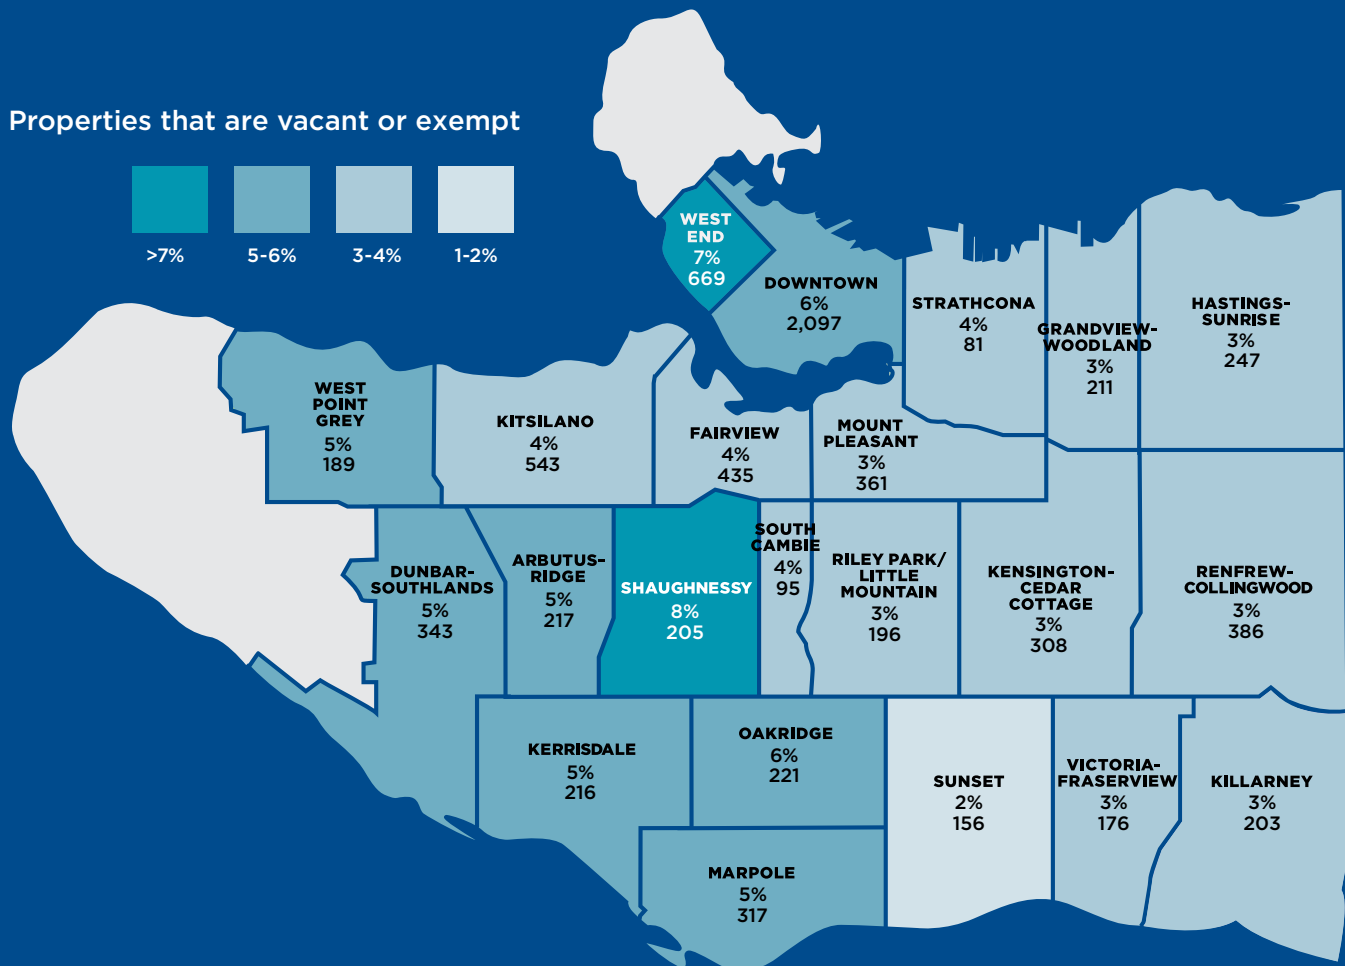 Properties that are vacant or exempt
>7%
5-6%
3-4%
1-2%
WEST
END
7%
669
DOWNTOWN
6%
2,097
STRATHCONA
4%
81
GRANDVIEW-
WOODLAND
3%
211
HASTINGS-
SUNRISE
3%
247
WEST
POINT
GREY
5%
189
KITSILANO
4%
543
FAIRVIEW
4%
435
MOUNT
PLEASANT
3%
361
DUNBAR-
SOUTHLANDS
5%
343
ARBUTUS-
RIDGE
5%
217
SHAUGHNESSY
8%
205
SOUTH
CAMBIE
4%
95
RILEY PARK/
LITTLE
MOUNTAIN
3%
196
KENSINGTON-
CEDAR
COTTAGE
3%
308
RENFREW-
COLLINGWOOD
3%
386
KERRISDALE
5%
216
OAKRIDGE
6%
221
SUNSET
2%
156
VICTORIA-
FRASERVIEW
3%
176
KILLARNEY
3%
203
MARPOLE
5%
317